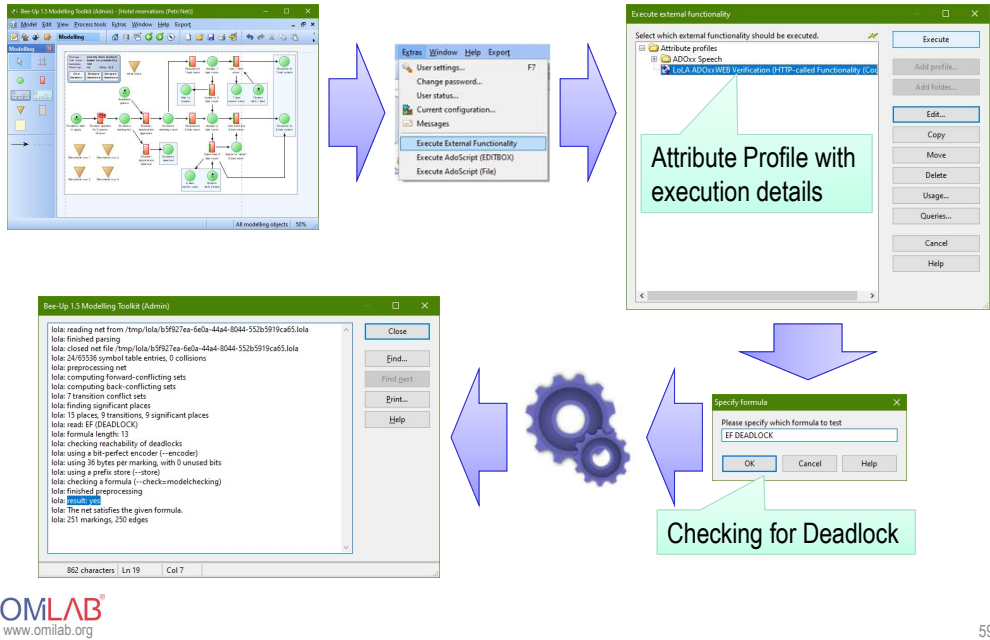 Bee-Up 1.5 Modelling Toolkit (Admin) - [Hotel reservations (Petri Net)]
Model Edit View Process tools Extras Window Help Export
Modelling
Modelling
All modelling objects 50%
Extras Window Help Export
User settings... F7
Change password...
User status...
Current configuration...
Messages
Execute External Functionality
Execute AdoScript (EDITBOX)
Execute AdoScript (File)
Execute external functionality
Select which external functionality should be executed.
Attribute profiles
ADOxx Speech
LoLA ADOxxWEB Verification (HTTP-called Functionality (Coc
Execute
Add profile...
Add folder...
Edit...
Copy
Move
Delete
Usage...
Queries...
Cancel
Help
Attribute Profile with
execution details
Bee-Up 1.5 Modelling Toolkit (Admin)
lola: reading net from /tmp/lola/b5f927ea-6e0a-44a4-8044-552b5919ca65.lola
lola: finished parsing
lola: closed net file /tmp/lola/b5f927ea-6e0a-44a4-8044-552b5919ca65.lola
lola: 24/65536 symbol table entries, 0 collisions
lola: preprocessing net
lola: computing forward-conflicting sets
lola: computing back-conflicting sets
lola: 7 transition conflict sets
lola: finding significant places
lola: 15 places, 9 transitions, 9 significant places
lola: read: EF (DEADLOCK)
lola: formula length: 13
lola: checking reachability of deadlocks
lola: using a bit-perfect encoder (--encoder)
lola: using 36 bytes per marking, with 0 unused bits
lola: using a prefix store (--store)
lola: checking a formula (--check=modelchecking)
lola: finished preprocessing
lola: result: yes
lola: The net satisfies the given formula.
lola: 251 markings, 250 edges
Close
Find...
Find next
Print...
Help
862 characters Ln 19 Col 7
Specify formula
Please specify which formula to test
EF DEADLOCK
OK Cancel Help
Checking for Deadlock
OMiLAB®
www.omilab.org
59